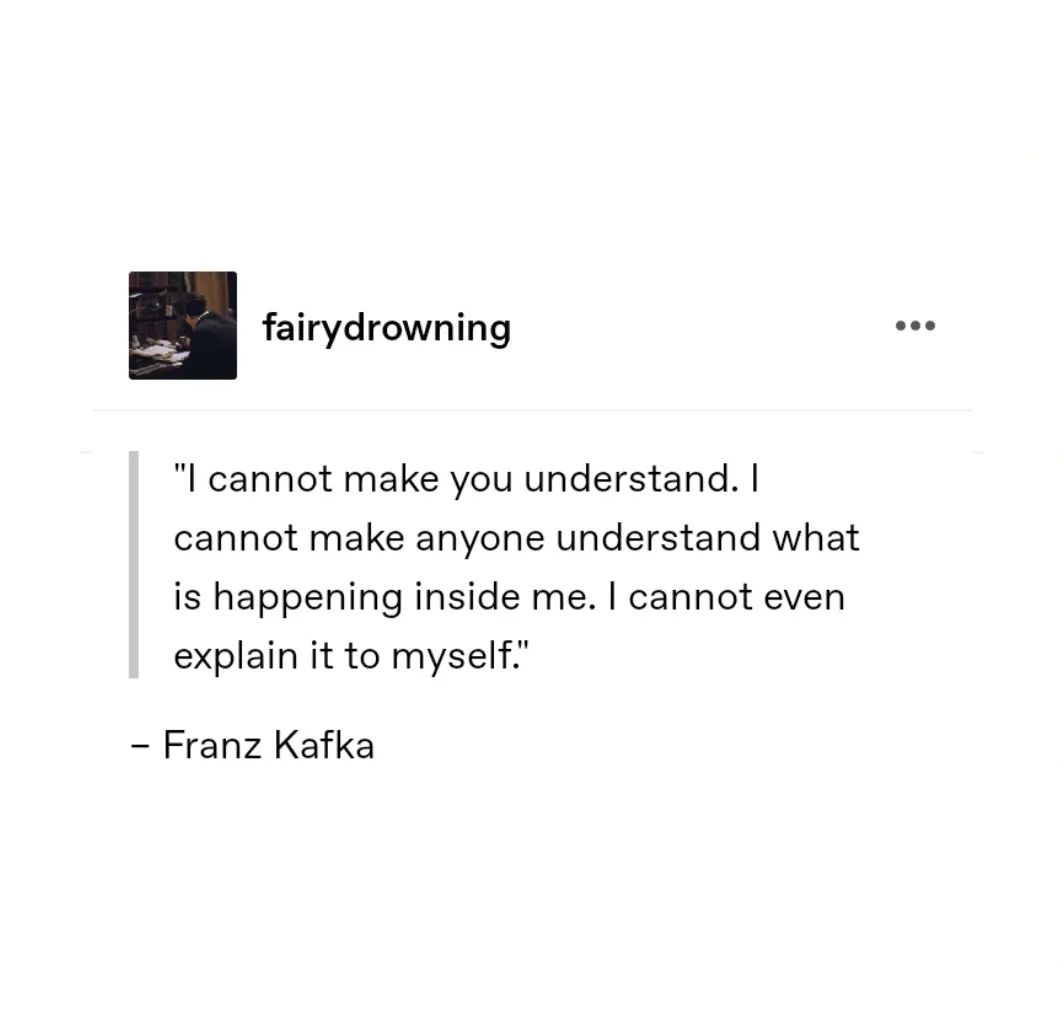 fairydrowning
"I cannot make you understand. I
cannot make anyone understand what
is happening inside me. I cannot even
explain it to myself."
– Franz Kafka